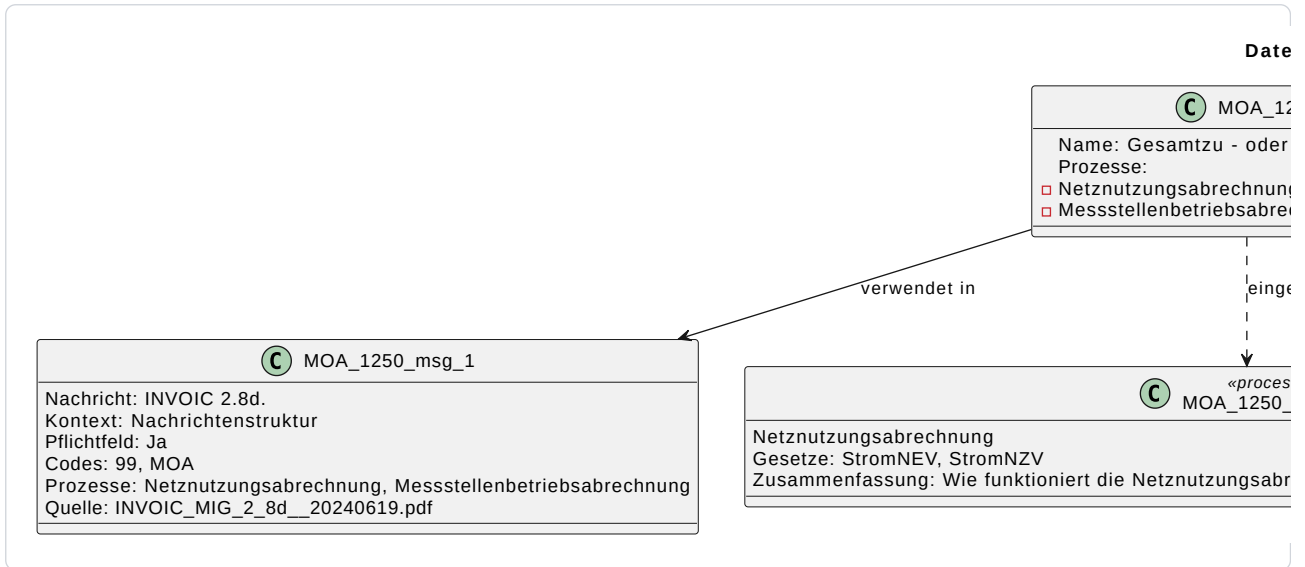 Date
C MOA_12
Name: Gesamtzu - oder
Prozesse:
Netznutzungsabrechnung
Messstellenbetriebsabrec
verwendet in
einge
C MOA_1250_msg_1
Nachricht: INVOIC 2.8d.
Kontext: Nachrichtenstruktur
Pflichtfeld: Ja
Codes: 99, MOA
Prozesse: Netznutzungsabrechnung, Messstellenbetriebsabrechnung
Quelle: INVOIC_MIG_2_8d__20240619.pdf
«proces
C MOA_1250_
Netznutzungsabrechnung
Gesetze: StromNEV, StromNZV
Zusammenfassung: Wie funktioniert die Netznutzungsabr